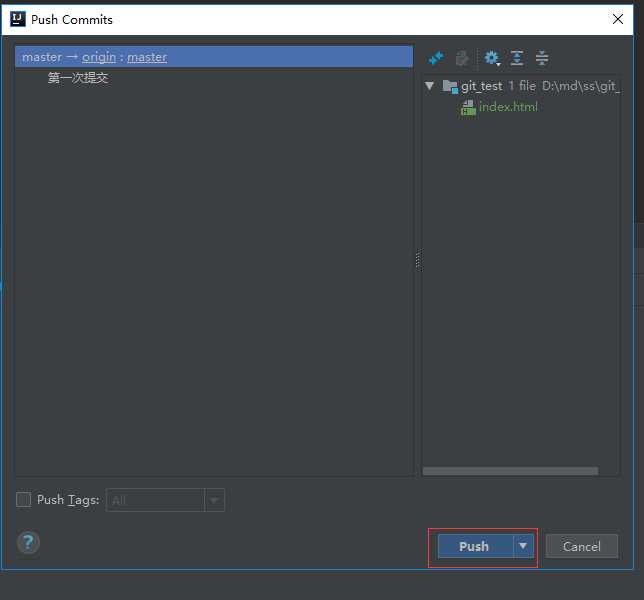 Push Commits
master → origin : master
第一次提交
git_test 1 file D:\md\ss\git_
index.html
Push Tags: All
? Push Cancel